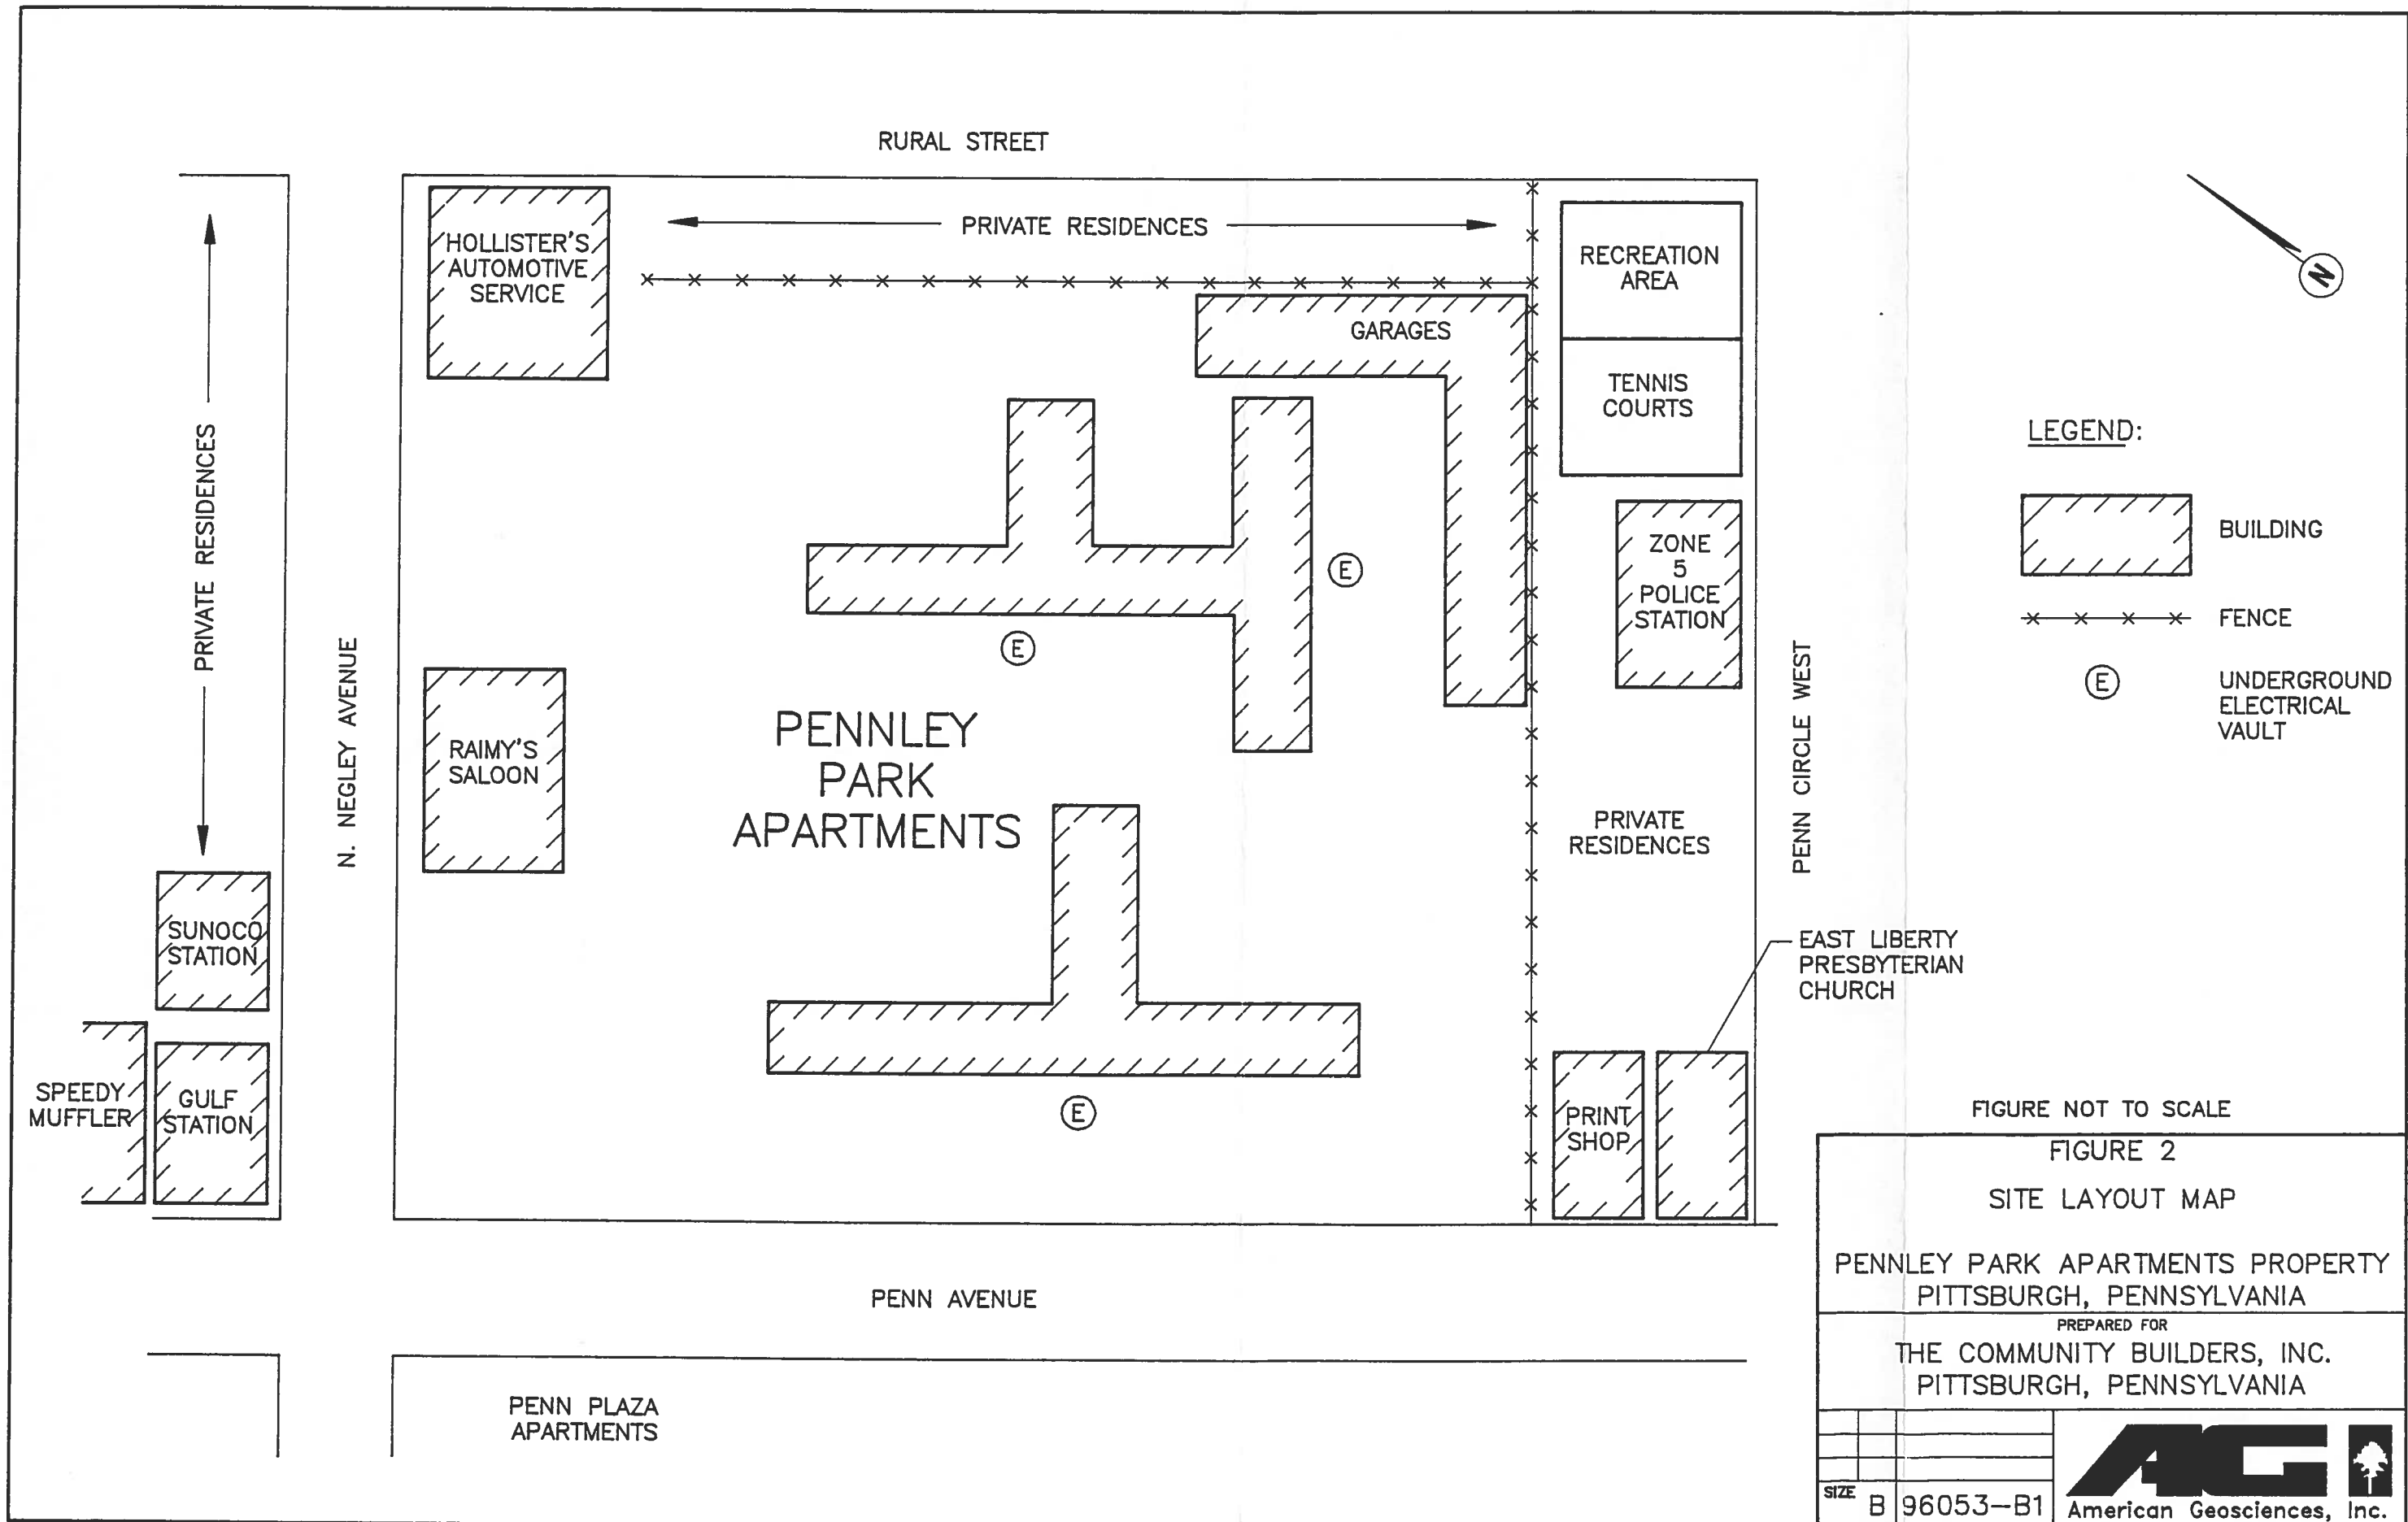 RURAL STREET
HOLLISTER'S
AUTOMOTIVE
SERVICE
PRIVATE RESIDENCES
RECREATION
AREA
N
GARAGES
TENNIS
COURTS
LEGEND:
BUILDING
FENCE
E
UNDERGROUND
ELECTRICAL
VAULT
PRIVATE RESIDENCES
N. NEGLEY AVENUE
E
E
ZONE
5
POLICE
STATION
PENN CIRCLE WEST
RAIMY'S
SALOON
PENNLEY
PARK
APARTMENTS
PRIVATE
RESIDENCES
SUNOCO
STATION
EAST LIBERTY
PRESBYTERIAN
CHURCH
SPEEDY
MUFFLER
GULF
STATION
E
PRINT
SHOP
PENN AVENUE
PENN PLAZA
APARTMENTS
FIGURE NOT TO SCALE
FIGURE 2
SITE LAYOUT MAP
PENNLEY PARK APARTMENTS PROPERTY
PITTSBURGH, PENNSYLVANIA
PREPARED FOR
THE COMMUNITY BUILDERS, INC.
PITTSBURGH, PENNSYLVANIA
SIZE B 96053-B1
AGI
American Geosciences, Inc.